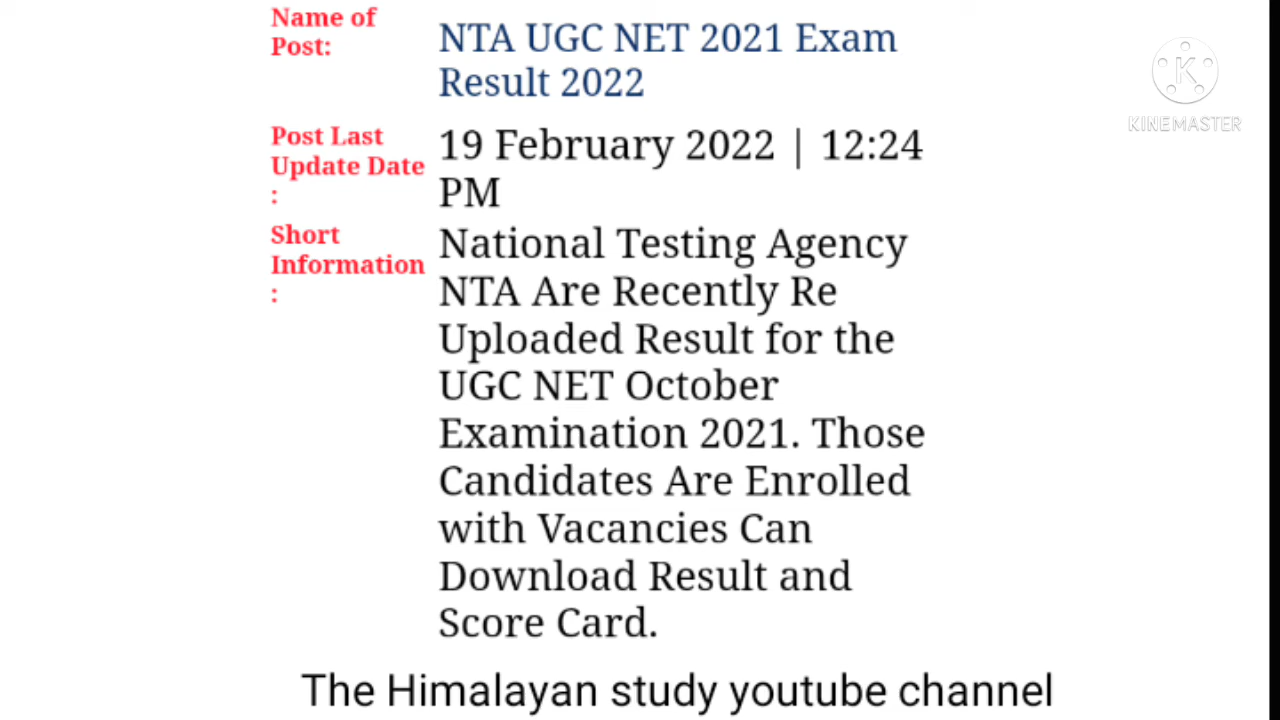 Name of
Post:
NTA UGC NET 2021 Exam
Result 2022
KINEMASTER
Post Last
Update Date
:
19 February 2022 | 12:24
PM
Short
Information
:
National Testing Agency
NTA Are Recently Re
Uploaded Result for the
UGC NET October
Examination 2021. Those
Candidates Are Enrolled
with Vacancies Can
Download Result and
Score Card.
The Himalayan study youtube channel